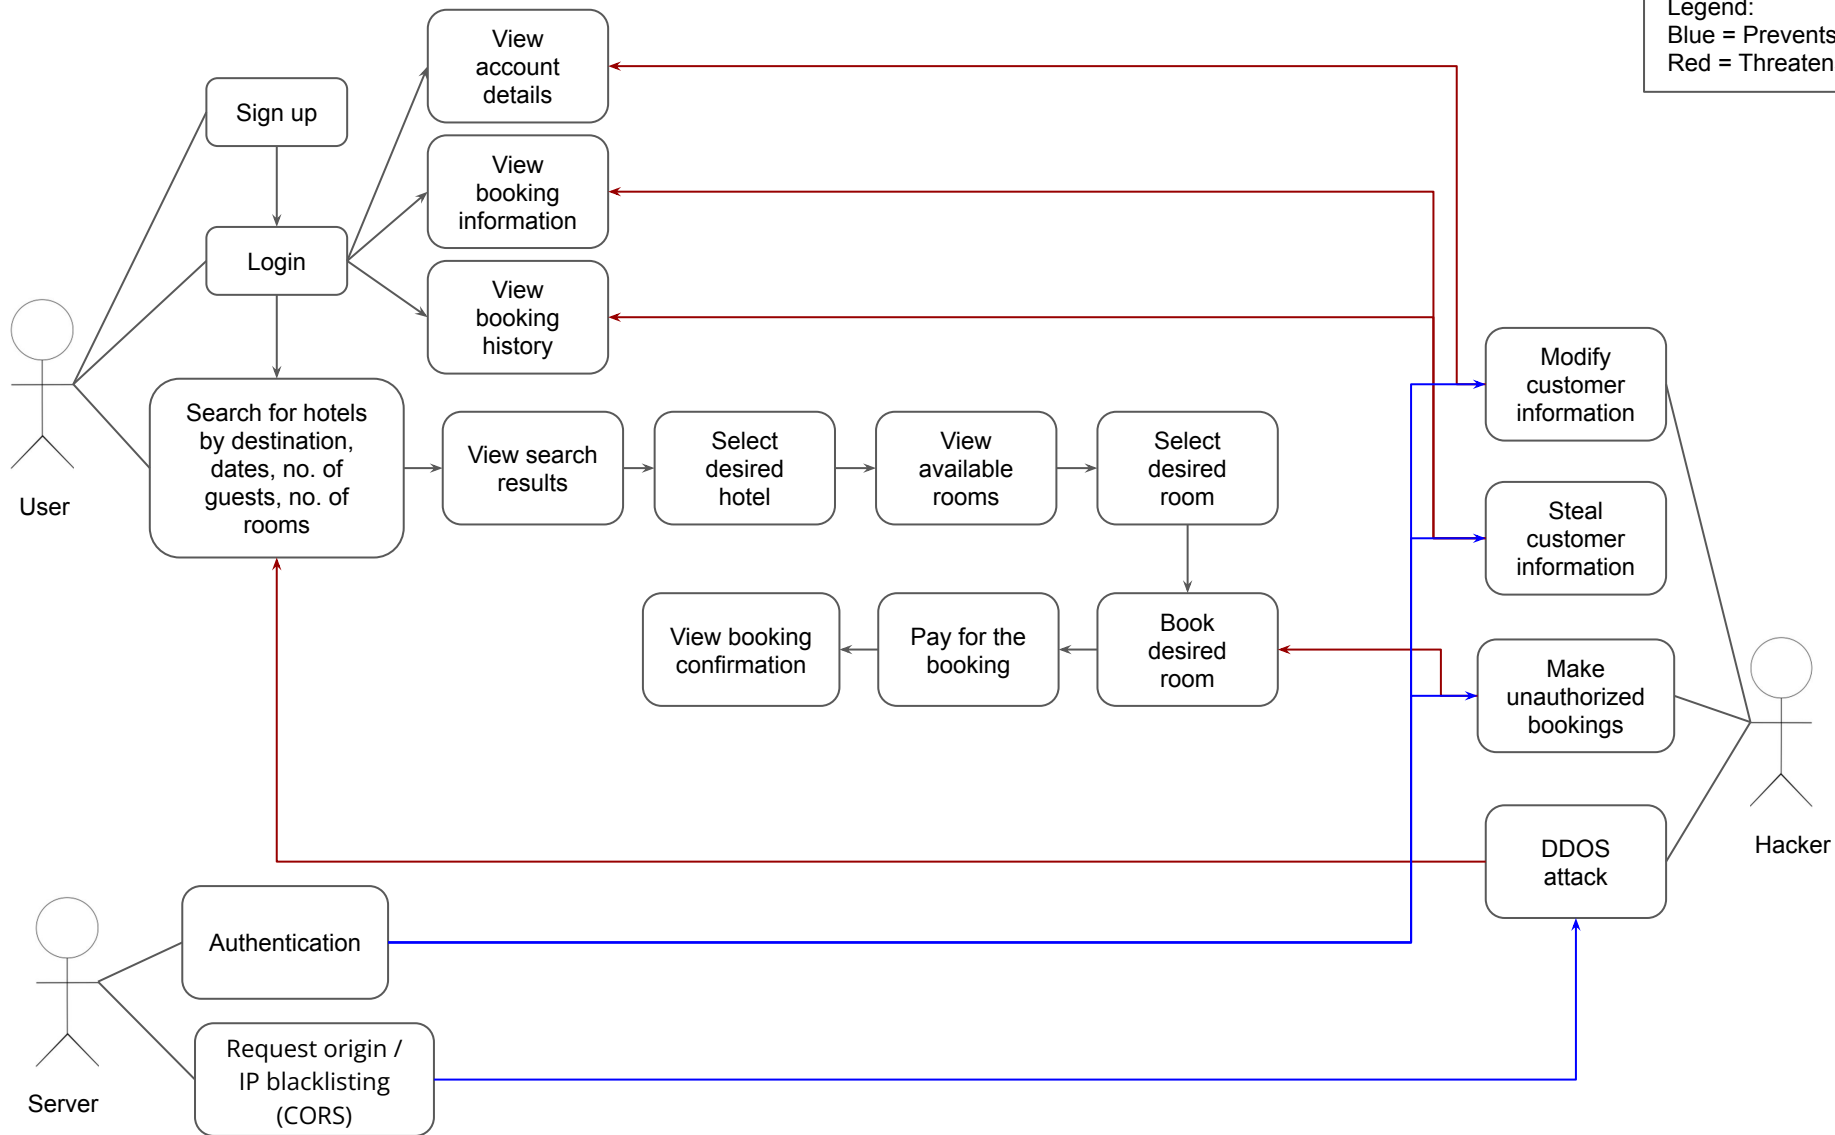 Legend:
Blue = Prevents
Red = Threaten
View
account
details
Sign up
View
booking
information
Login
View
booking
history
User
Search for hotels
by destination,
dates, no. of
guests, no. of
rooms
View search
results
Select
desired
hotel
View
available
rooms
Select
desired
room
Modify
customer
information
Steal
customer
information
View booking
confirmation
Pay for the
booking
Book
desired
room
Make
unauthorized
bookings
Hacker
DDOS
attack
Authentication
Server
Request origin /
IP blacklisting
(CORS)